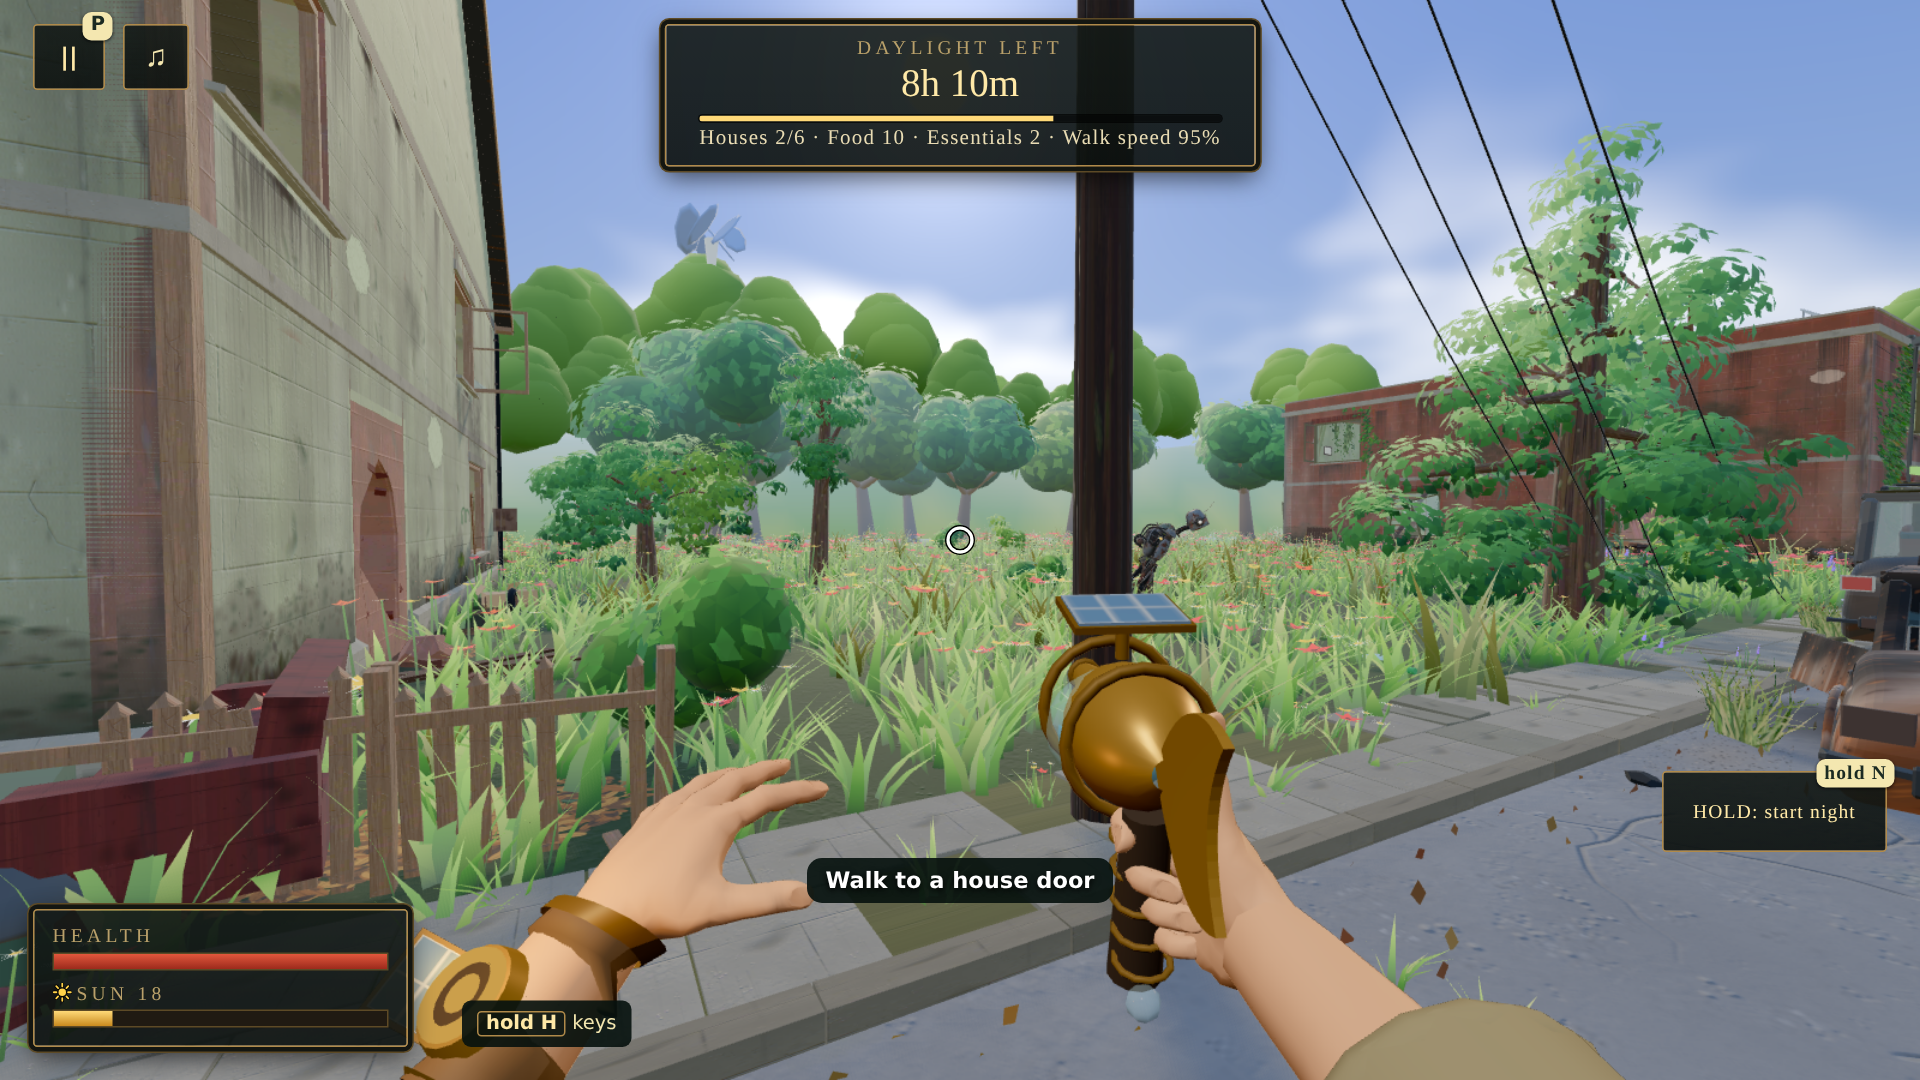 P
DAYLIGHT LEFT
8h 10m
Houses 2/6 · Food 10 · Essentials 2 · Walk speed 95%
hold N
HOLD: start night
Walk to a house door
HEALTH
SUN 18
hold H keys